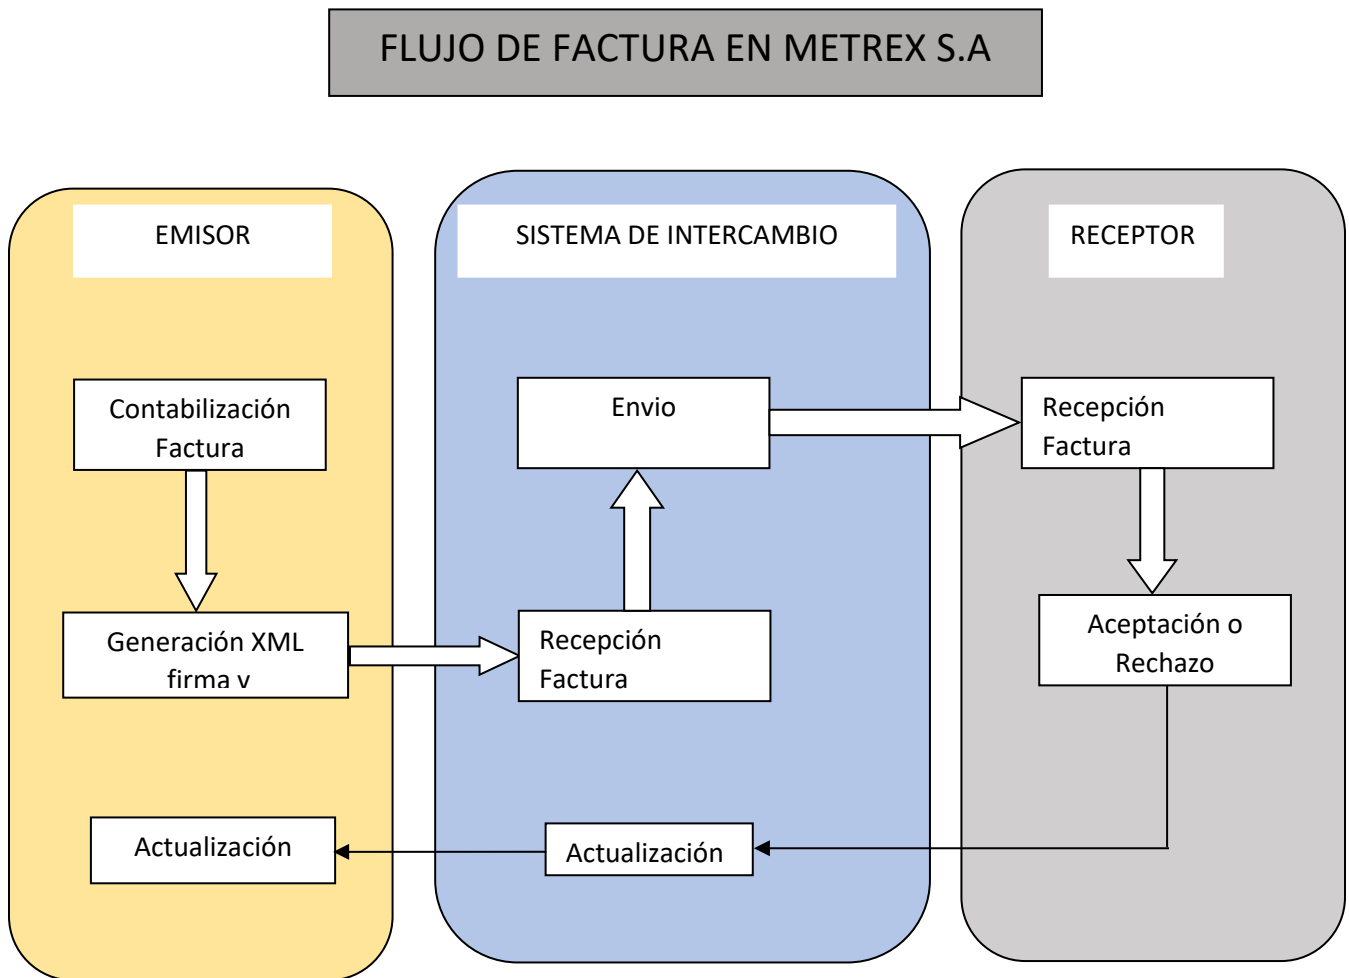 FLUJO DE FACTURA EN METREX S.A
EMISOR
SISTEMA DE INTERCAMBIO
RECEPTOR
Contabilización
Factura
Envio
Recepción
Factura
Generación XML
firma y
Recepción
Factura
Aceptación o
Rechazo
Actualización
Actualización